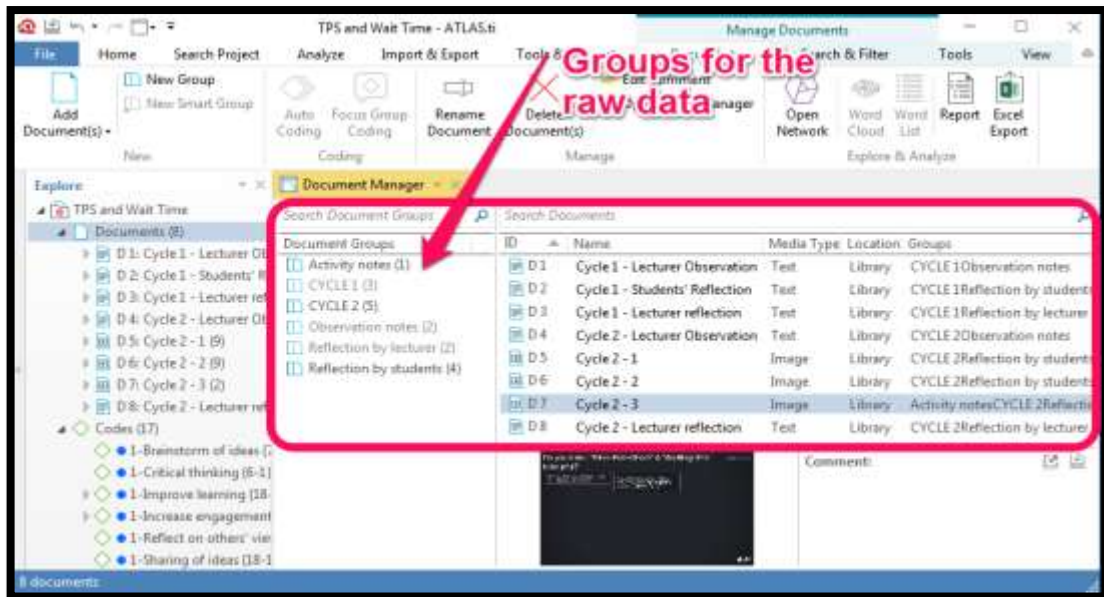 TPS and Wait Time - ATLAS.ti
Manage Documents
File Home Search Project Analyze Import & Export Tools & Search & Filter Tools View
Groups for the raw data
New Group
New Smart Group
Add Document(s)
Auto Coding
Focus Group Coding
Rename Document
Delete Document(s)
Edit Comment
Open Network
Word Cloud
Word List
Report
Excel Export
New Coding Manage Explore & Analyze
Explore
Document Manager
TPS and Wait Time
Documents (8)
D 1: Cycle 1 - Lecturer Ob
D 2: Cycle 1 - Students' R
D 3: Cycle 1 - Lecturer ref
D 4: Cycle 2 - Lecturer Ob
D 5: Cycle 2 - 1 (9)
D 6: Cycle 2 - 2 (9)
D 7: Cycle 2 - 3 (2)
D 8: Cycle 2 - Lecturer ref
Codes (17)
1-Brainstorm of ideas
1-Critical thinking (6-1)
1-Improve learning (18-
1-Increase engagement
1-Reflect on others' vie
1-Sharing of ideas (18-1
Search Document Groups
Document Groups
Activity notes (1)
CYCLE 1 (3)
CYCLE 2 (5)
Observation notes (2)
Reflection by lecturer (2)
Reflection by students (4)
Search Documents
ID Name Media Type Location Groups
D 1 Cycle 1 - Lecturer Observation Text Library CYCLE 1Observation notes
D 2 Cycle 1 - Students' Reflection Text Library CYCLE 1Reflection by students
D 3 Cycle 1 - Lecturer reflection Text Library CYCLE 1Reflection by lecturer
D 4 Cycle 2 - Lecturer Observation Text Library CYCLE 2Observation notes
D 5 Cycle 2 - 1 Image Library CYCLE 2Reflection by students
D 6 Cycle 2 - 2 Image Library CYCLE 2Reflection by students
D 7 Cycle 2 - 3 Image Library Activity notesCYCLE 2Reflectio
D 8 Cycle 2 - Lecturer reflection Text Library CYCLE 2Reflection by lecturer
Comment:
8 documents